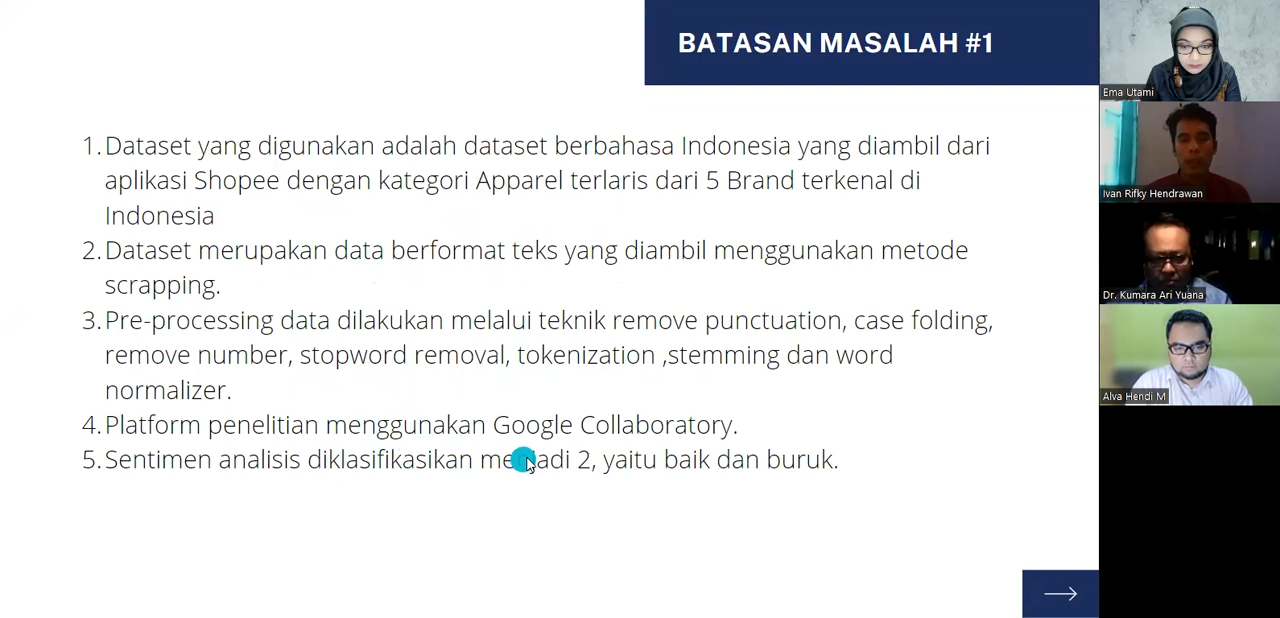 BATASAN MASALAH #1
1. Dataset yang digunakan adalah dataset berbahasa Indonesia yang diambil dari
aplikasi Shopee dengan kategori Apparel terlaris dari 5 Brand terkenal di
Indonesia
2. Dataset merupakan data berformat teks yang diambil menggunakan metode
scrapping.
3. Pre-processing data dilakukan melalui teknik remove punctuation, case folding,
remove number, stopword removal, tokenization ,stemming dan word
normalizer.
4. Platform penelitian menggunakan Google Collaboratory.
5. Sentimen analisis diklasifikasikan menjadi 2, yaitu baik dan buruk.
Ema Utami
Ivan Rifky Hendrawan
Dr. Kumara Ari Yuana
Alva Hendi M